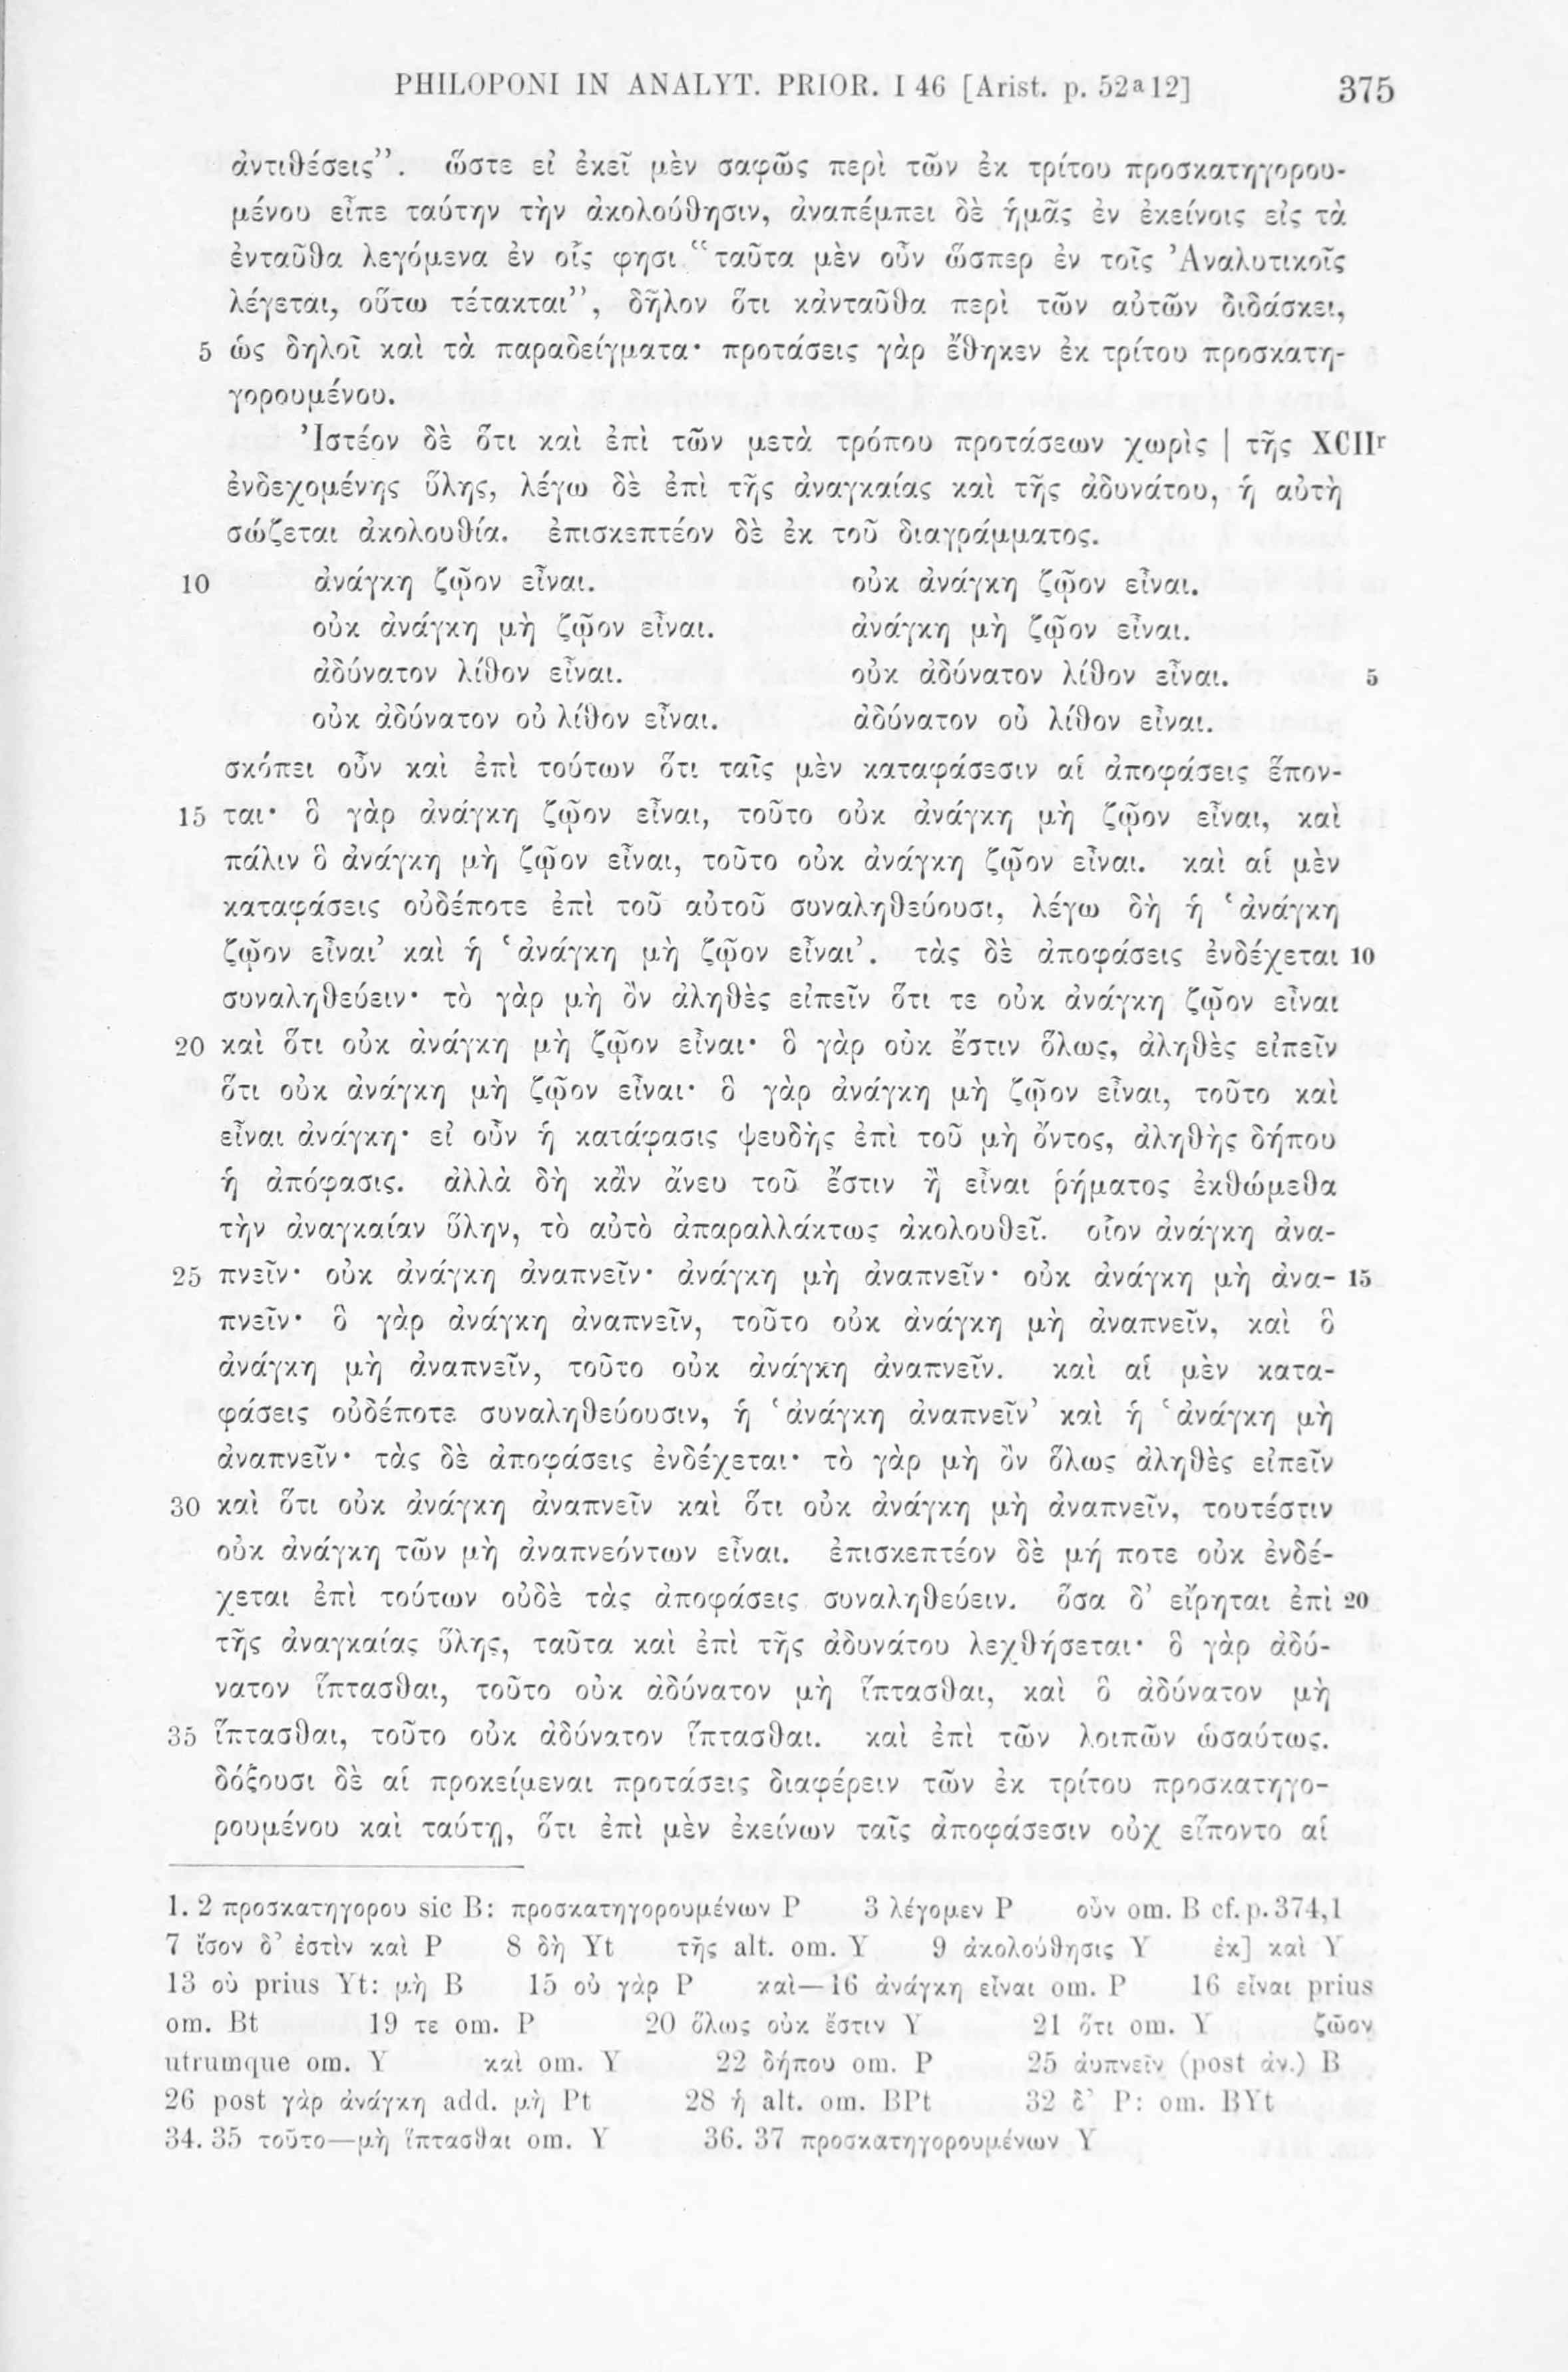 PHILOPONI IN ANALYT. PRIOR. I 46 [Arist. p. 52ᵃ12] 375
ἀντιθέσεις”. ὥστε εἰ ἐκεῖ μὲν σαφῶς περὶ τῶν ἐκ τρίτου προσκατηγορου-
μένου εἶπε ταύτην τὴν ἀκολούθησιν, ἀναπέμπει δὲ ἡμᾶς ἐν ἐκείνοις εἰς τὰ
ἐνταῦθα λεγόμενα ἐν οἷς φησι “ταῦτα μὲν οὖν ὥσπερ ἐν τοῖς Ἀναλυτικοῖς
λέγεται, οὕτω τέτακται”, δῆλον ὅτι κἀνταῦθα περὶ τῶν αὐτῶν διδάσκει,
5 ὡς δηλοῖ καὶ τὰ παραδείγματα· προτάσεις γὰρ ἔθηκεν ἐκ τρίτου προσκατη-
γορουμένου.
Ἰστέον δὲ ὅτι καὶ ἐπὶ τῶν μετὰ τρόπου προτάσεων χωρὶς | τῆς XCIIʳ
ἐνδεχομένης ὕλης, λέγω δὲ ἐπὶ τῆς ἀναγκαίας καὶ τῆς ἀδυνάτου, ἡ αὐτὴ
σώζεται ἀκολουθία. ἐπισκεπτέον δὲ ἐκ τοῦ διαγράμματος.
10 ἀνάγκη ζῷον εἶναι. οὐκ ἀνάγκη ζῷον εἶναι.
οὐκ ἀνάγκη μὴ ζῷον εἶναι. ἀνάγκη μὴ ζῷον εἶναι.
ἀδύνατον λίθον εἶναι. οὐκ ἀδύνατον λίθον εἶναι. 5
οὐκ ἀδύνατον οὐ λίθον εἶναι. ἀδύνατον οὐ λίθον εἶναι.
σκόπει οὖν καὶ ἐπὶ τούτων ὅτι ταῖς μὲν καταφάσεσιν αἱ ἀποφάσεις ἕπον-
15 ται· ὃ γὰρ ἀνάγκη ζῷον εἶναι, τοῦτο οὐκ ἀνάγκη μὴ ζῷον εἶναι, καὶ
πάλιν ὃ ἀνάγκη μὴ ζῷον εἶναι, τοῦτο οὐκ ἀνάγκη ζῷον εἶναι. καὶ αἱ μὲν
καταφάσεις οὐδέποτε ἐπὶ τοῦ αὐτοῦ συναληθεύουσι, λέγω δὴ ἡ ‘ἀνάγκη
ζῷον εἶναι’ καὶ ἡ ‘ἀνάγκη μὴ ζῷον εἶναι’. τὰς δὲ ἀποφάσεις ἐνδέχεται 10
συναληθεύειν· τὸ γὰρ μὴ ὂν ἀληθὲς εἰπεῖν ὅτι τε οὐκ ἀνάγκη ζῷον εἶναι
20 καὶ ὅτι οὐκ ἀνάγκη μὴ ζῷον εἶναι· ὃ γὰρ οὐκ ἔστιν ὅλως, ἀληθὲς εἰπεῖν
ὅτι οὐκ ἀνάγκη μὴ ζῷον εἶναι· ὃ γὰρ ἀνάγκη μὴ ζῷον εἶναι, τοῦτο καὶ
εἶναι ἀνάγκη· εἰ οὖν ἡ κατάφασις ψευδὴς ἐπὶ τοῦ μὴ ὄντος, ἀληθὴς δήπου
ἡ ἀπόφασις. ἀλλὰ δὴ κἂν ἄνευ τοῦ ἔστιν ἢ εἶναι ῥήματος ἐκθώμεθα
τὴν ἀναγκαίαν ὕλην, τὸ αὐτὸ ἀπαραλλάκτως ἀκολουθεῖ. οἷον ἀνάγκη ἀνα-
25 πνεῖν· οὐκ ἀνάγκη ἀναπνεῖν· ἀνάγκη μὴ ἀναπνεῖν· οὐκ ἀνάγκη μὴ ἀνα- 15
πνεῖν· ὃ γὰρ ἀνάγκη ἀναπνεῖν, τοῦτο οὐκ ἀνάγκη μὴ ἀναπνεῖν, καὶ ὃ
ἀνάγκη μὴ ἀναπνεῖν, τοῦτο οὐκ ἀνάγκη ἀναπνεῖν. καὶ αἱ μὲν κατα-
φάσεις οὐδέποτε συναληθεύουσιν, ἡ ‘ἀνάγκη ἀναπνεῖν’ καὶ ἡ ‘ἀνάγκη μὴ
ἀναπνεῖν· τὰς δὲ ἀποφάσεις ἐνδέχεται· τὸ γὰρ μὴ ὂν ὅλως ἀληθὲς εἰπεῖν
30 καὶ ὅτι οὐκ ἀνάγκη ἀναπνεῖν καὶ ὅτι οὐκ ἀνάγκη μὴ ἀναπνεῖν, τουτέστιν
οὐκ ἀνάγκη τῶν μὴ ἀναπνεόντων εἶναι. ἐπισκεπτέον δὲ μή ποτε οὐκ ἐνδέ-
χεται ἐπὶ τούτων οὐδὲ τὰς ἀποφάσεις συναληθεύειν. ὅσα δ’ εἴρηται ἐπὶ 20
τῆς ἀναγκαίας ὕλης, ταῦτα καὶ ἐπὶ τῆς ἀδυνάτου λεχθήσεται· ὃ γὰρ ἀδύ-
νατον ἵπτασθαι, τοῦτο οὐκ ἀδύνατον μὴ ἵπτασθαι, καὶ ὃ ἀδύνατον μὴ
35 ἵπτασθαι, τοῦτο οὐκ ἀδύνατον ἵπτασθαι. καὶ ἐπὶ τῶν λοιπῶν ὡσαύτως.
δόξουσι δὲ αἱ προκείμεναι προτάσεις διαφέρειν τῶν ἐκ τρίτου προσκατηγο-
ρουμένου καὶ ταύτῃ, ὅτι ἐπὶ μὲν ἐκείνων ταῖς ἀποφάσεσιν οὐχ εἵποντο αἱ
1. 2 προσκατηγορου sic B: προσκατηγορουμένων P 3 λέγομεν P οὖν om. B cf. p. 374,1
7 ἴσον δ’ ἐστὶν καὶ P 8 δὴ Yt τῆς alt. om. Y 9 ἀκολούθησις Y ἐκ] καὶ Y
13 οὐ prius Yt: μὴ B 15 οὐ γὰρ P καὶ—16 ἀνάγκη εἶναι om. P 16 εἶναι prius
om. Bt 19 τε om. P 20 ὅλως οὐκ ἔστιν Y 21 ὅτι om. Y ζῷον
utrumque om. Y καὶ om. Y 22 δήπου om. P 25 ἀυπνεῖν (post ἀν.) B
26 post γὰρ ἀνάγκη add. μὴ Pt 28 ἡ alt. om. BPt 32 δ’ P: om. BYt
34. 35 τοῦτο—μὴ ἵπτασθαι om. Y 36. 37 προσκατηγορουμένων Y